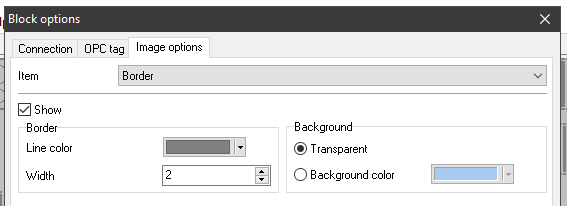 Block options
Connection OPC tag Image options
Item Border
Show
Border Background
Line color Transparent
Width 2 Background color